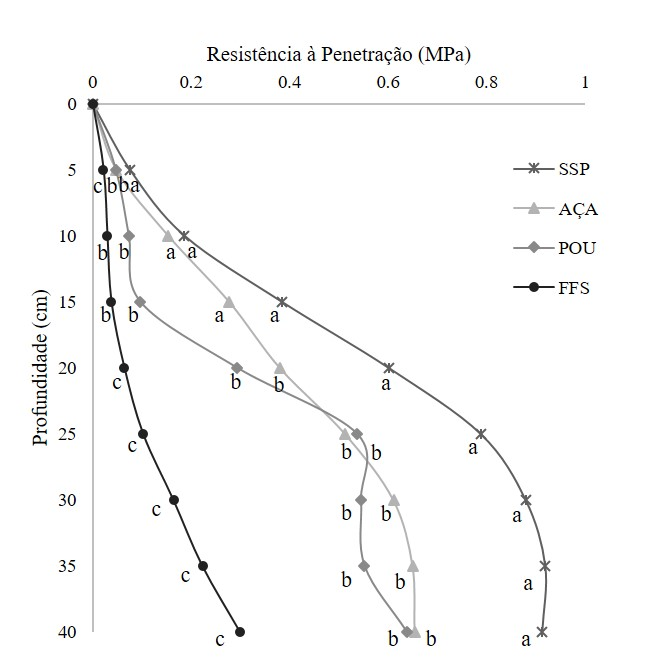 Resistência à Penetração (MPa)
0 0.2 0.4 0.6 0.8 1
0
5
c b b a
SSP
AÇA
10
b b a a
POU
FFS
15
b b a a
Profundidade (cm)
20
c b b a
25
c b b a
30
c b b a
35
c b b a
40
c b b a